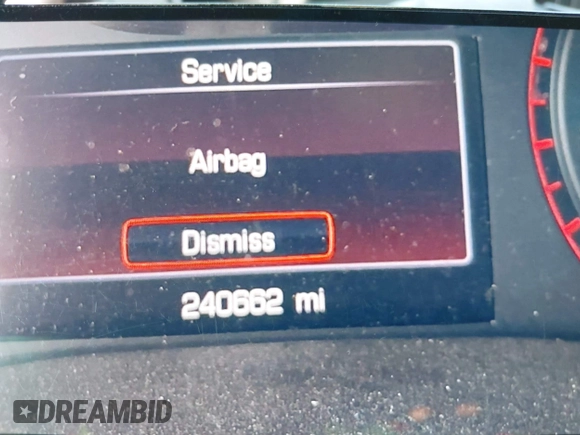 Service
Airbag
Dismiss
240662 mi
DREAMBID